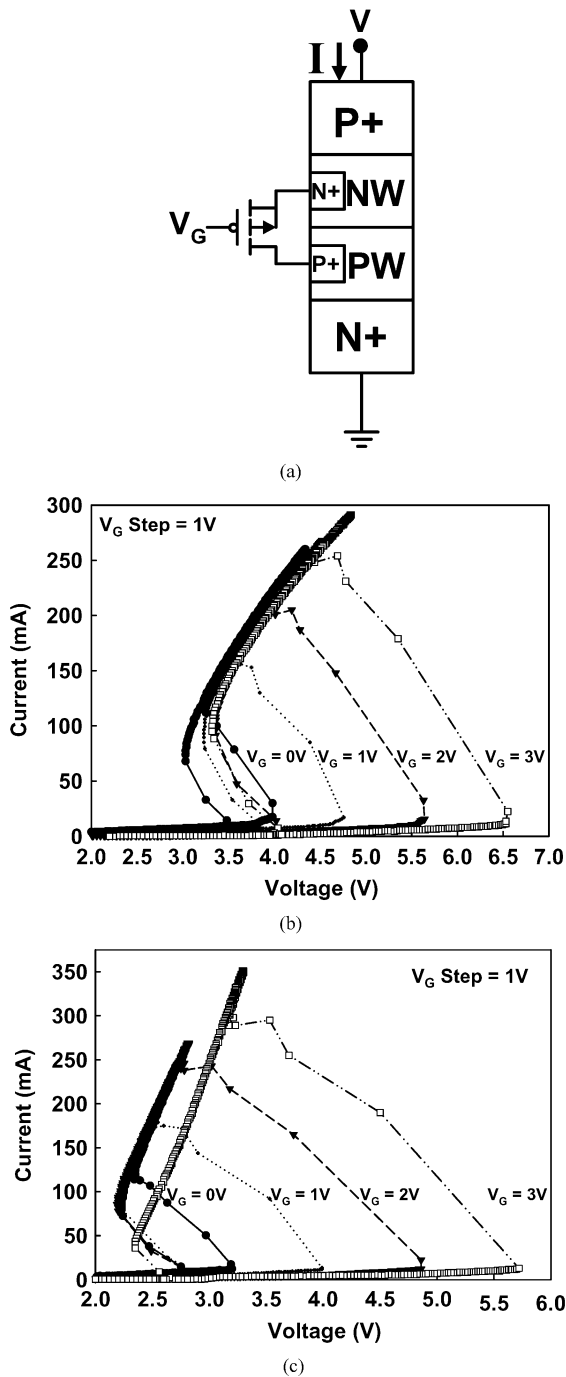 V
I
P+
N+ NW
V_G
P+ PW
N+
(a)
300
V_G Step = 1V
250
200
150
100
50
0
Current (mA)
V_G = 0V V_G = 1V V_G = 2V V_G = 3V
2.0 2.5 3.0 3.5 4.0 4.5 5.0 5.5 6.0 6.5 7.0
Voltage (V)
(b)
350
V_G Step = 1V
300
250
200
150
100
50
0
Current (mA)
V_G = 0V V_G = 1V V_G = 2V V_G = 3V
2.0 2.5 3.0 3.5 4.0 4.5 5.0 5.5 6.0
Voltage (V)
(c)